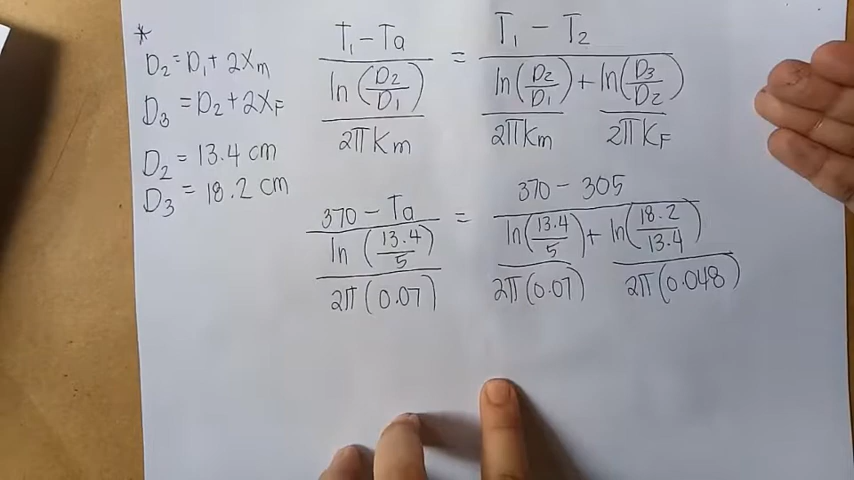 *
D₂ = D₁ + 2Xm
D₃ = D₂ + 2XF
D₂ = 13.4 cm
D₃ = 18.2 cm
T₁ - Ta = T₁ - T₂
ln(D₂/D₁) ln(D₂/D₁) + ln(D₃/D₂)
2πKm 2πKm 2πKF
370 - Ta = 370 - 305
ln(13.4/5) ln(13.4/5) + ln(18.2/13.4)
2π(0.07) 2π(0.07) 2π(0.048)